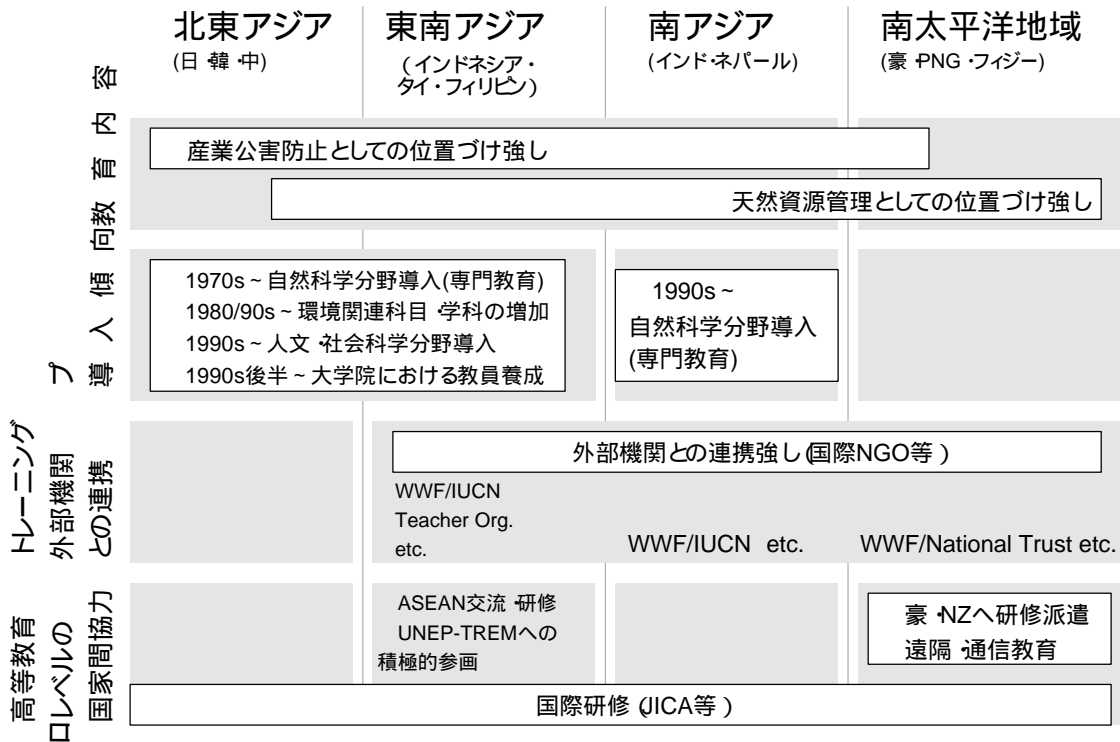 北東アジア
(日・韓・中)
東南アジア
(インドネシア・
タイ・フィリピン)
南アジア
(インド・ネパール)
南太平洋地域
(豪・PNG・フィジー)
教育内容
産業公害防止としての位置づけ強し
天然資源管理としての位置づけ強し
プ
導入傾向
1970s~自然科学分野導入(専門教育)
1980/90s~環境関連科目・学科の増加
1990s~人文・社会科学分野導入
1990s後半~大学院における教員養成
1990s~
自然科学分野導入
(専門教育)
トレーニング
外部機関
との連携
外部機関との連携強し(国際NGO等)
WWF/IUCN
Teacher Org.
etc.
WWF/IUCN etc.
WWF/National Trust etc.
高等教育
ロレベルの
国家間協力
ASEAN交流・研修
UNEP-TREMへの
積極的参画
豪・NZへ研修派遣
遠隔・通信教育
国際研修(JICA等)